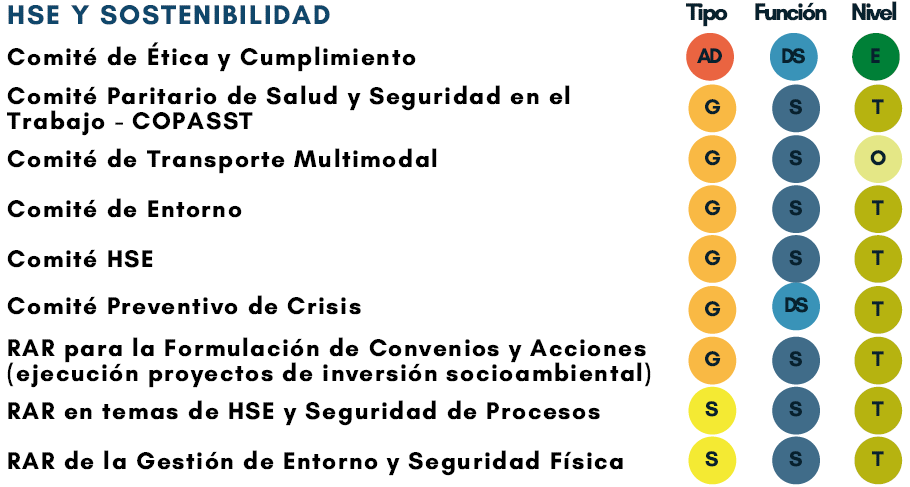 HSE Y SOSTENIBILIDAD Tipo Función Nivel
Comité de Ética y Cumplimiento AD DS E
Comité Paritario de Salud y Seguridad en el
Trabajo - COPASST G S T
Comité de Transporte Multimodal G S O
Comité de Entorno G S T
Comité HSE G S T
Comité Preventivo de Crisis G DS T
RAR para la Formulación de Convenios y Acciones
(ejecución proyectos de inversión socioambiental) G S T
RAR en temas de HSE y Seguridad de Procesos S S T
RAR de la Gestión de Entorno y Seguridad Física S S T